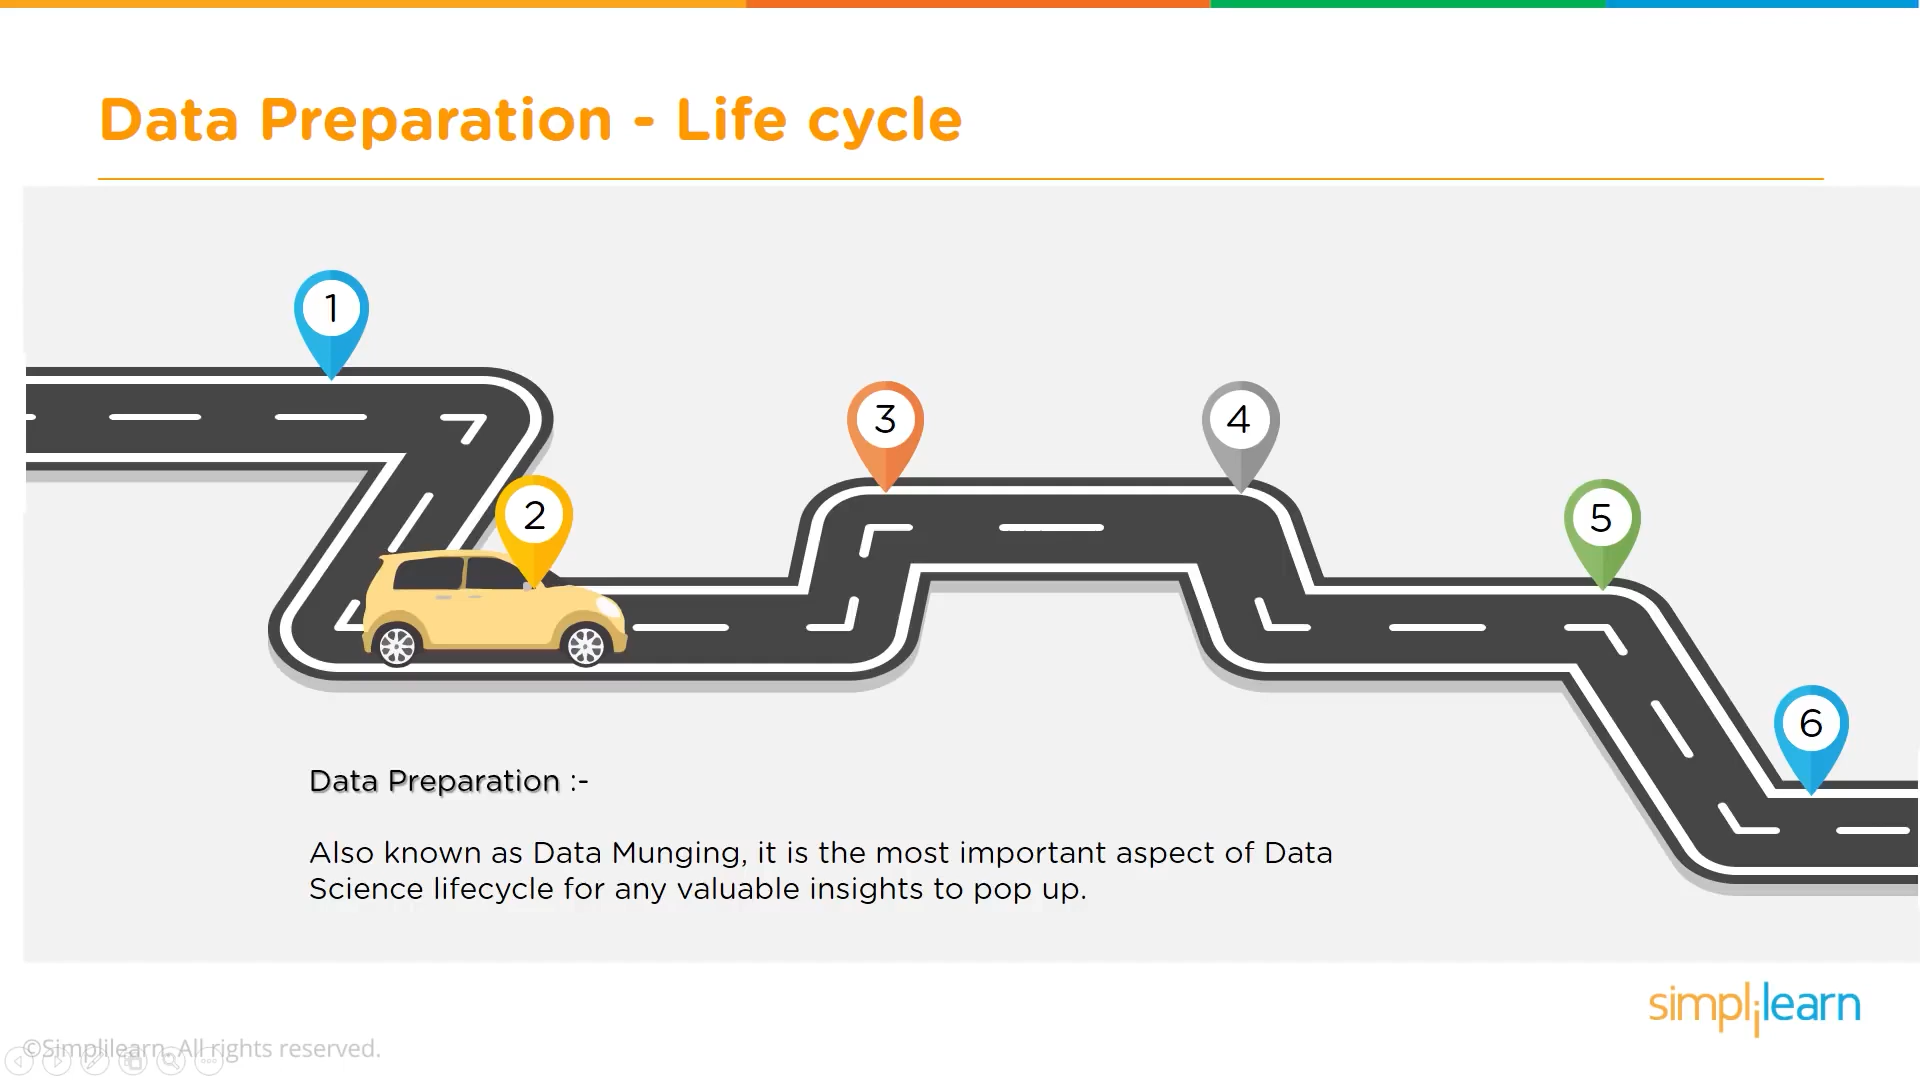 Data Preparation - Life cycle
1
2
3
4
5
6
Data Preparation :-
Also known as Data Munging, it is the most important aspect of Data
Science lifecycle for any valuable insights to pop up.
simplilearn
©Simplilearn. All rights reserved.